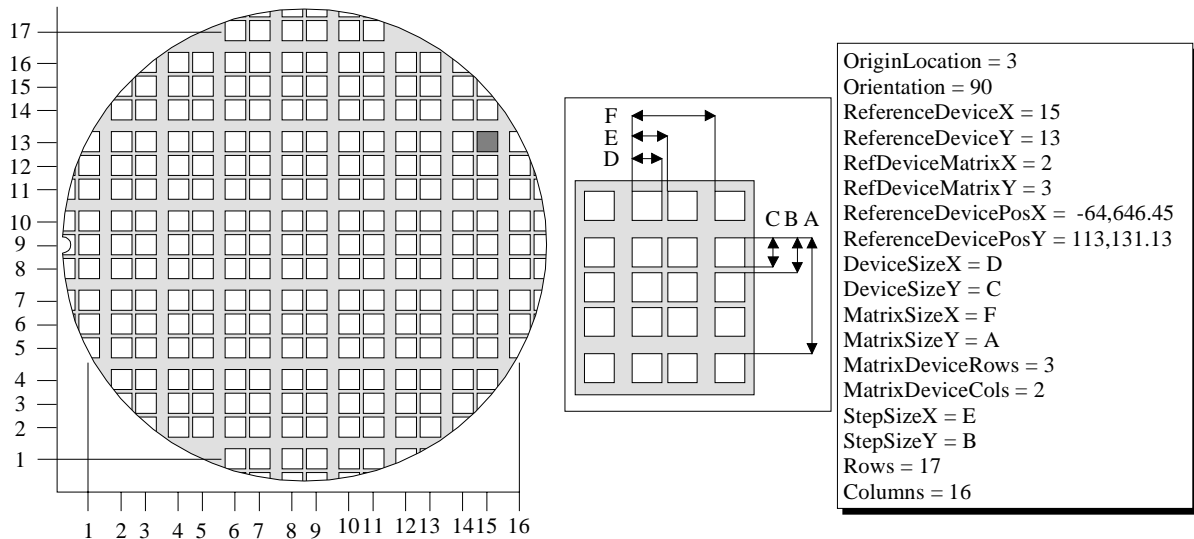 17
16
15
14
13
12
11
10
9
8
7
6
5
4
3
2
1
1 2 3 4 5 6 7 8 9 10 11 12 13 14 15 16
F
E
D
C B A
OriginLocation = 3
Orientation = 90
ReferenceDeviceX = 15
ReferenceDeviceY = 13
RefDeviceMatrixX = 2
RefDeviceMatrixY = 3
ReferenceDevicePosX = -64,646.45
ReferenceDevicePosY = 113,131.13
DeviceSizeX = D
DeviceSizeY = C
MatrixSizeX = F
MatrixSizeY = A
MatrixDeviceRows = 3
MatrixDeviceCols = 2
StepSizeX = E
StepSizeY = B
Rows = 17
Columns = 16